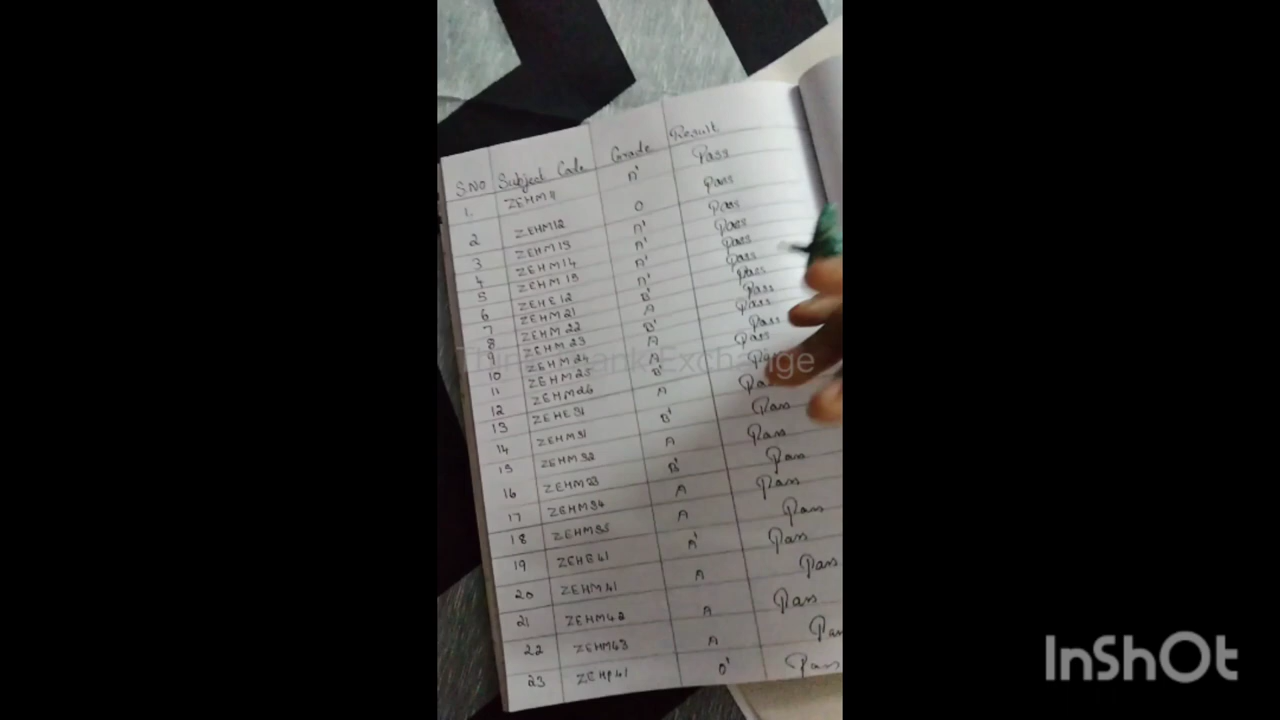 S.NO Subject Code Grade Result
1. ZEHM11 A' Pass
2 ZEHM12 O Pass
3 ZEHM13 A' Pass
4 ZEHM14 A' Pass
5 ZEHM15 A' Pass
6 ZEHE12 A' Pass
7 ZEHM21 B' Pass
8 ZEHM22 A Pass
9 ZEHM23 B' Pass
10 ZEHM24 A Pass
11 ZEHM25 A Pass
12 ZEHM26 B'
13 ZEHE31 A
14 ZEHM31 B' Pass
15 ZEHM32 A Pass
16 ZEHM33 B' Pass
17 ZEHM34 A Pass
18 ZEHM35 A Pass
19 ZEHE41 A' Pass
20 ZEHM41 A Pass
21 ZEHM42 A Pass
22 ZEHM43 A
23 ZEHP41 O' Pass
Exchange
InShOt